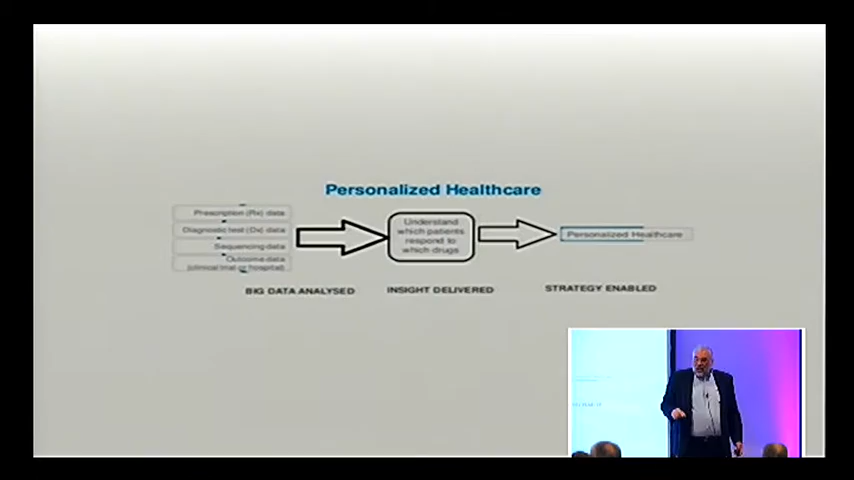 Personalized Healthcare
Prescription (Rx) data
Diagnostic test (Dx) data
Sequencing data
Outcome data
(clinical trial or hospital)
Understand
which patients
respond to
which drugs
Personalized Healthcare
BIG DATA ANALYSED
INSIGHT DELIVERED
STRATEGY ENABLED